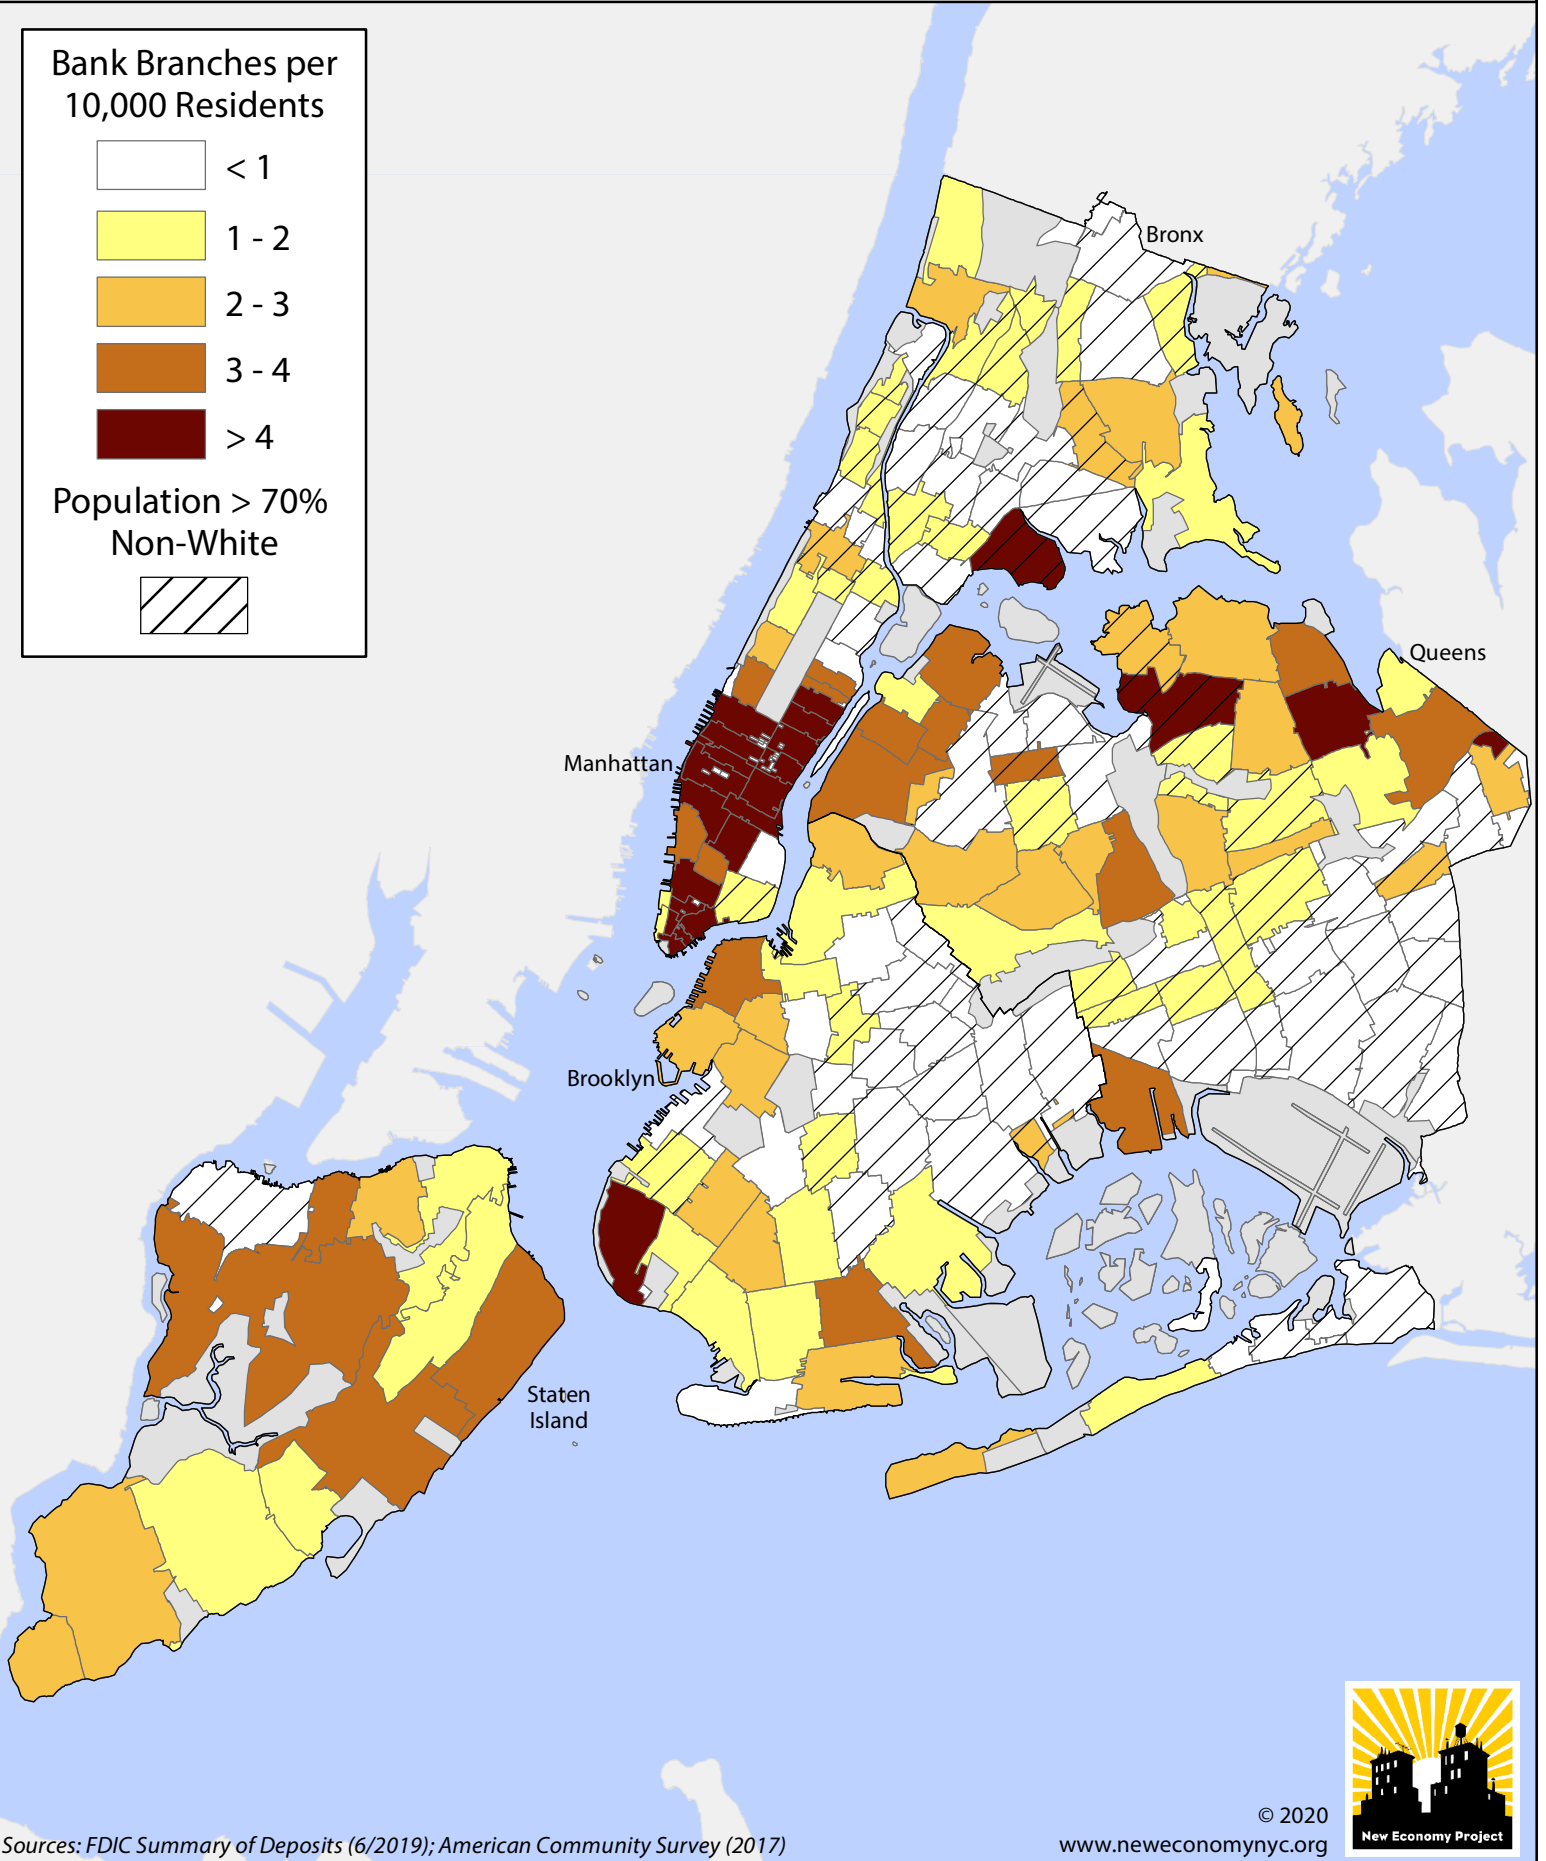 Bank Branches per
10,000 Residents
< 1
1 - 2
2 - 3
3 - 4
> 4
Population > 70%
Non-White
Bronx
Queens
Manhattan
Brooklyn
Staten
Island
© 2020
www.neweconomynyc.org
New Economy Project
Sources: FDIC Summary of Deposits (6/2019); American Community Survey (2017)